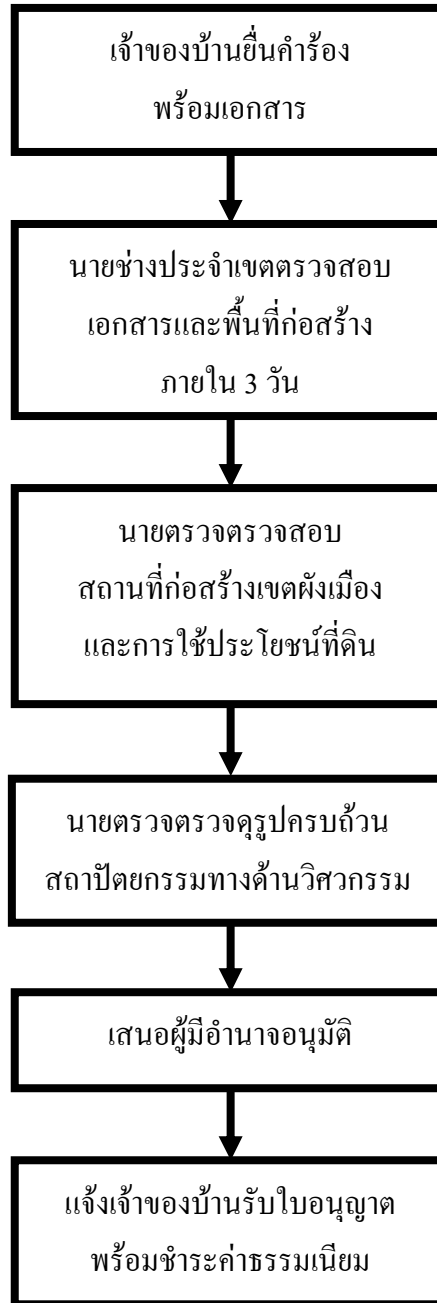 เจ้าของบ้านยื่นคำร้อง
พร้อมเอกสาร
นายช่างประจำเขตตรวจสอบ
เอกสารและพื้นที่ก่อสร้าง
ภายใน 3 วัน
นายตรวจตรวจสอบ
สถานที่ก่อสร้างเขตผังเมือง
และการใช้ประโยชน์ที่ดิน
นายตรวจตรวจดุรูปครบถ้วน
สถาปัตยกรรมทางด้านวิศวกรรม
เสนอผู้มีอำนาจอนุมัติ
แจ้งเจ้าของบ้านรับใบอนุญาต
พร้อมชำระค่าธรรมเนียม